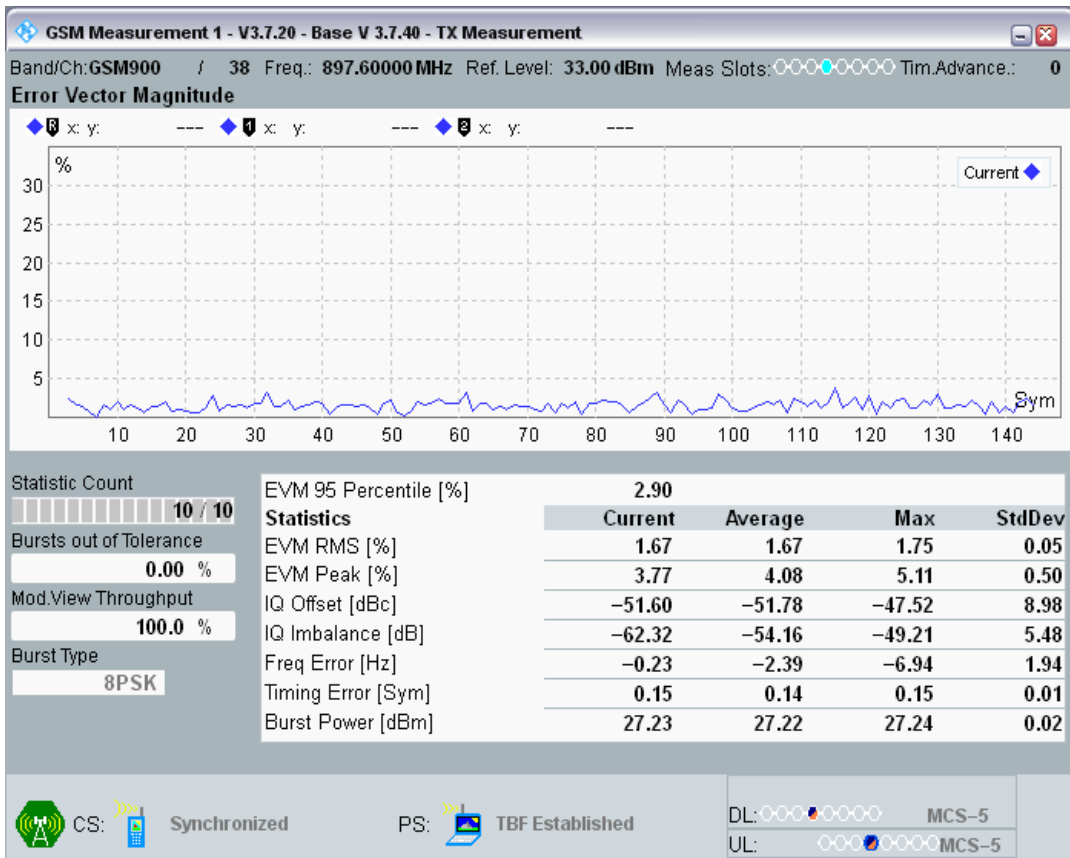 GSM Measurement 1 - V3.7.20 - Base V 3.7.40 - TX Measurement
Band/Ch:GSM900 / 38 Freq.: 897.60000 MHz Ref. Level: 33.00 dBm Meas Slots: Tim.Advance.: 0
Error Vector Magnitude
R x: y: --- 1 x: y: --- 2 x: y: ---
%
Current
30
25
20
15
10
5
Sym
10 20 30 40 50 60 70 80 90 100 110 120 130 140
Statistic Count
10 / 10
Bursts out of Tolerance
0.00 %
Mod.View Throughput
100.0 %
Burst Type
8PSK
EVM 95 Percentile [%] 2.90
Statistics Current Average Max StdDev
EVM RMS [%] 1.67 1.67 1.75 0.05
EVM Peak [%] 3.77 4.08 5.11 0.50
IQ Offset [dBc] −51.60 −51.78 −47.52 8.98
IQ Imbalance [dB] −62.32 −54.16 −49.21 5.48
Freq Error [Hz] −0.23 −2.39 −6.94 1.94
Timing Error [Sym] 0.15 0.14 0.15 0.01
Burst Power [dBm] 27.23 27.22 27.24 0.02
CS: Synchronized PS: TBF Established
DL: MCS−5
UL: MCS−5